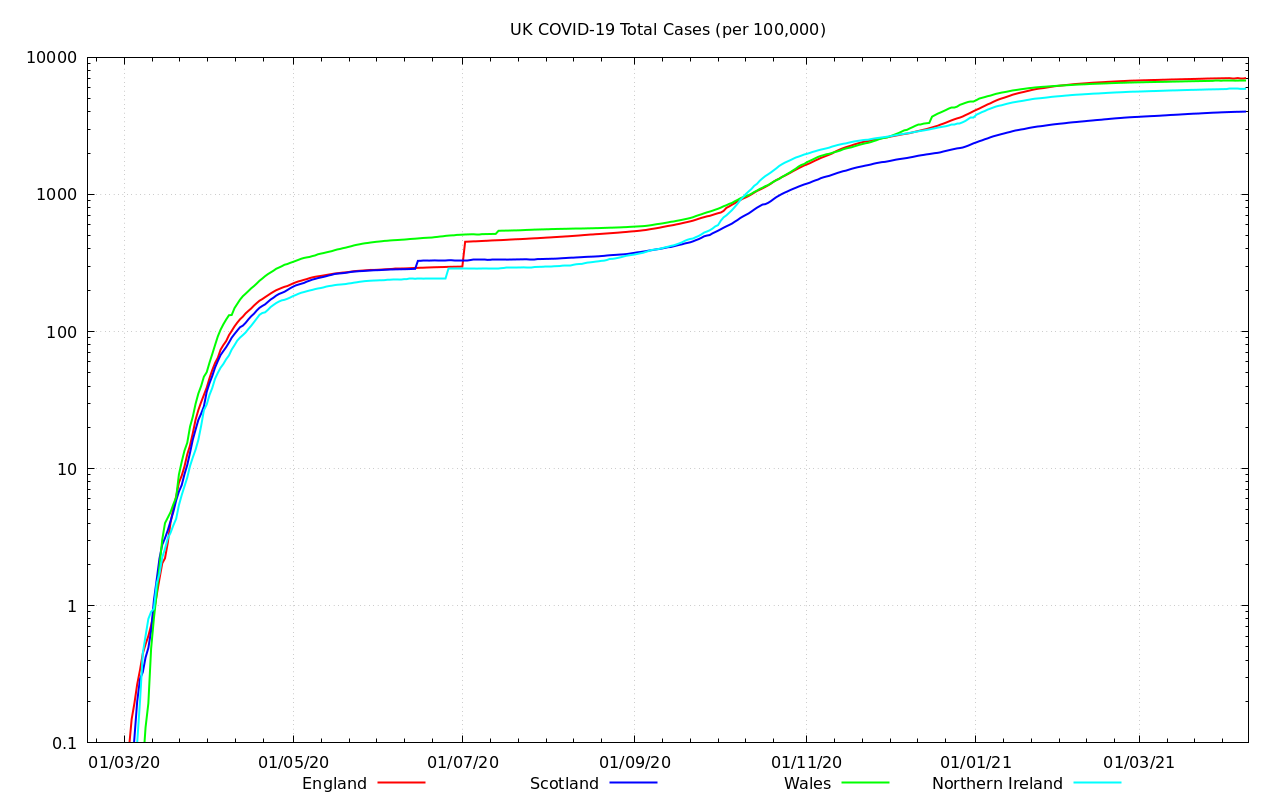 UK COVID-19 Total Cases (per 100,000)
10000
1000
100
10
1
0.1
01/03/20 01/05/20 01/07/20 01/09/20 01/11/20 01/01/21 01/03/21
England Scotland Wales Northern Ireland